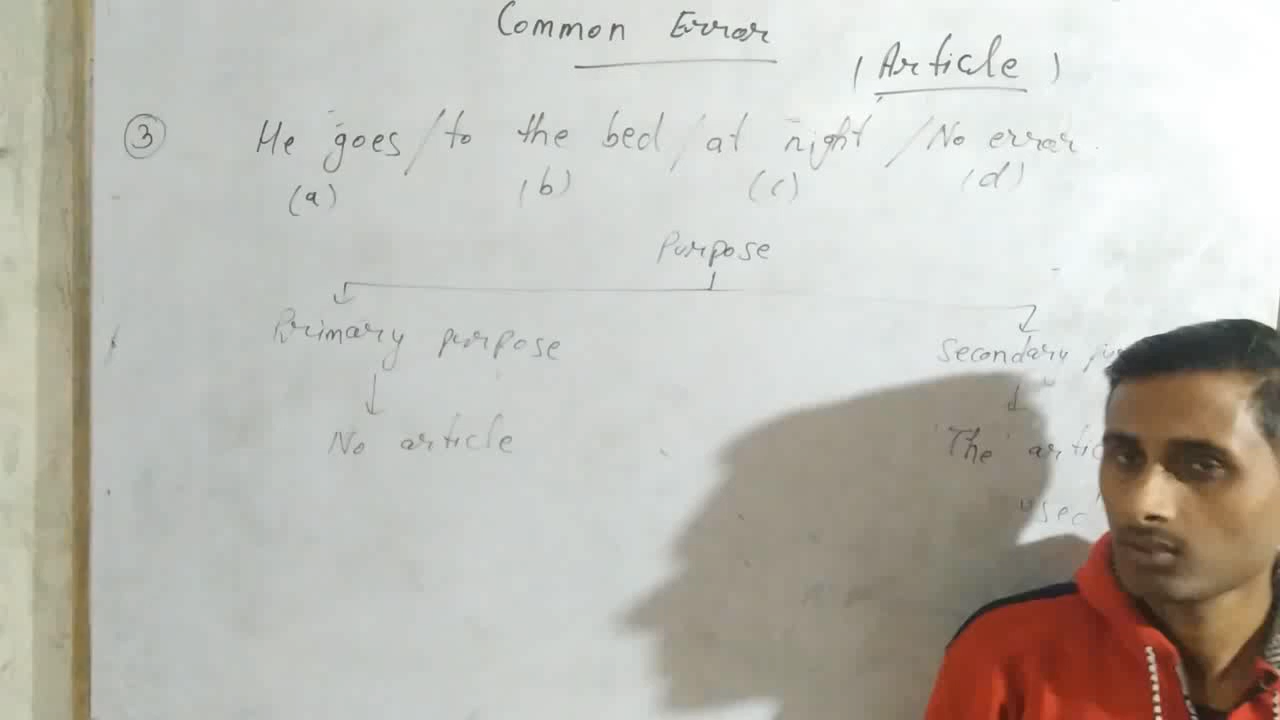 Common Error
(Article)
③ He goes / to the bed / at night / No error.
(a) (b) (c) (d)
Purpose
Primary purpose
Secondary
No article
'The'